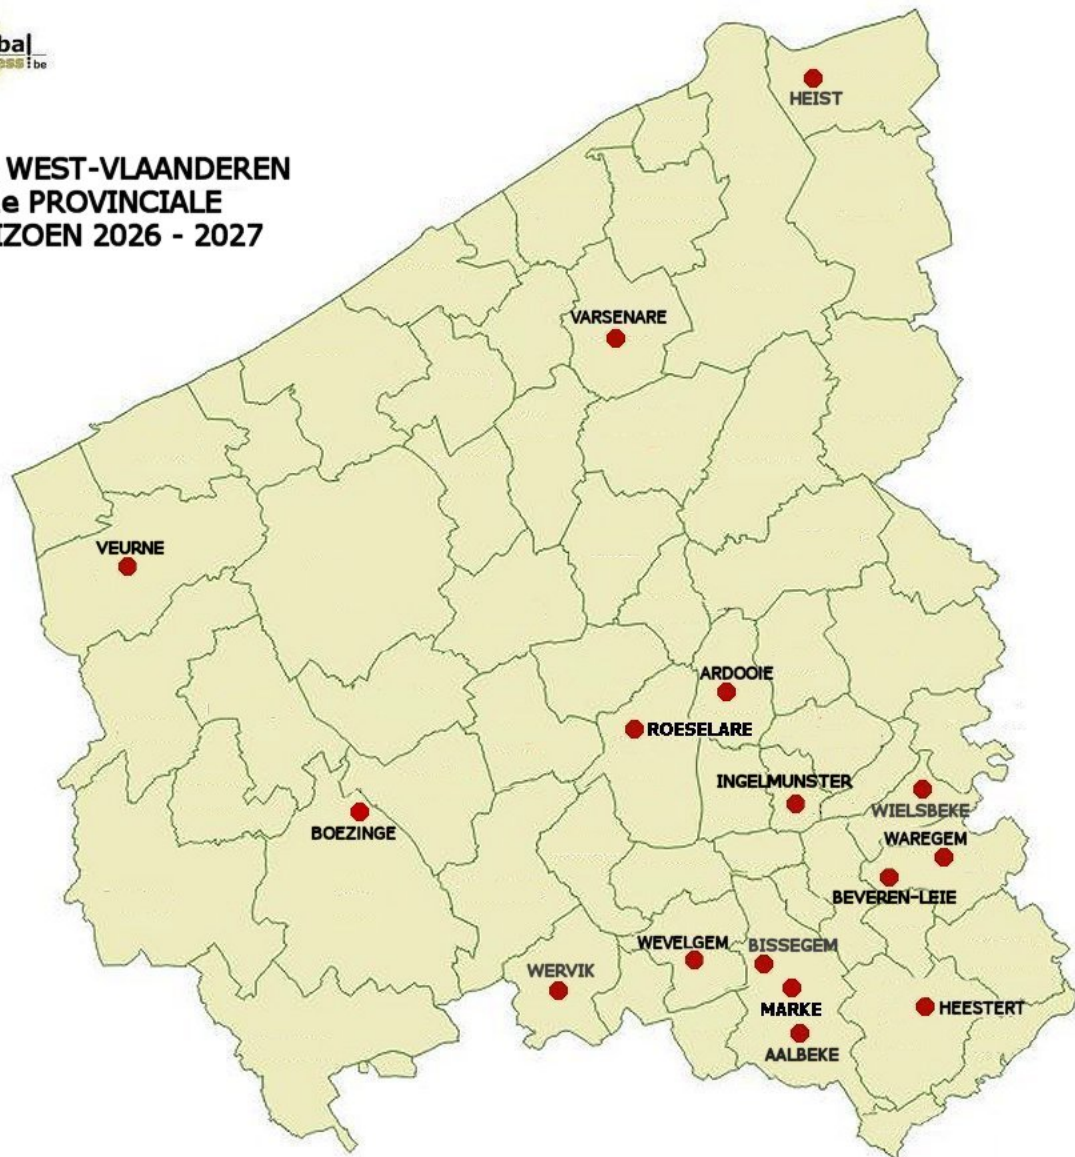 bal
ess!be
WEST-VLAANDEREN
e PROVINCIALE
IZOEN 2026 - 2027
HEIST
VARSENARE
VEURNE
ARDOOIE
ROESELARE
INGELMUNSTER
WIELSBEKE
BOEZINGE
WAREGEM
BEVEREN-LEIE
WEVELGEM
BISSEGEM
WERVIK
MARKE
HEESTERT
AALBEKE